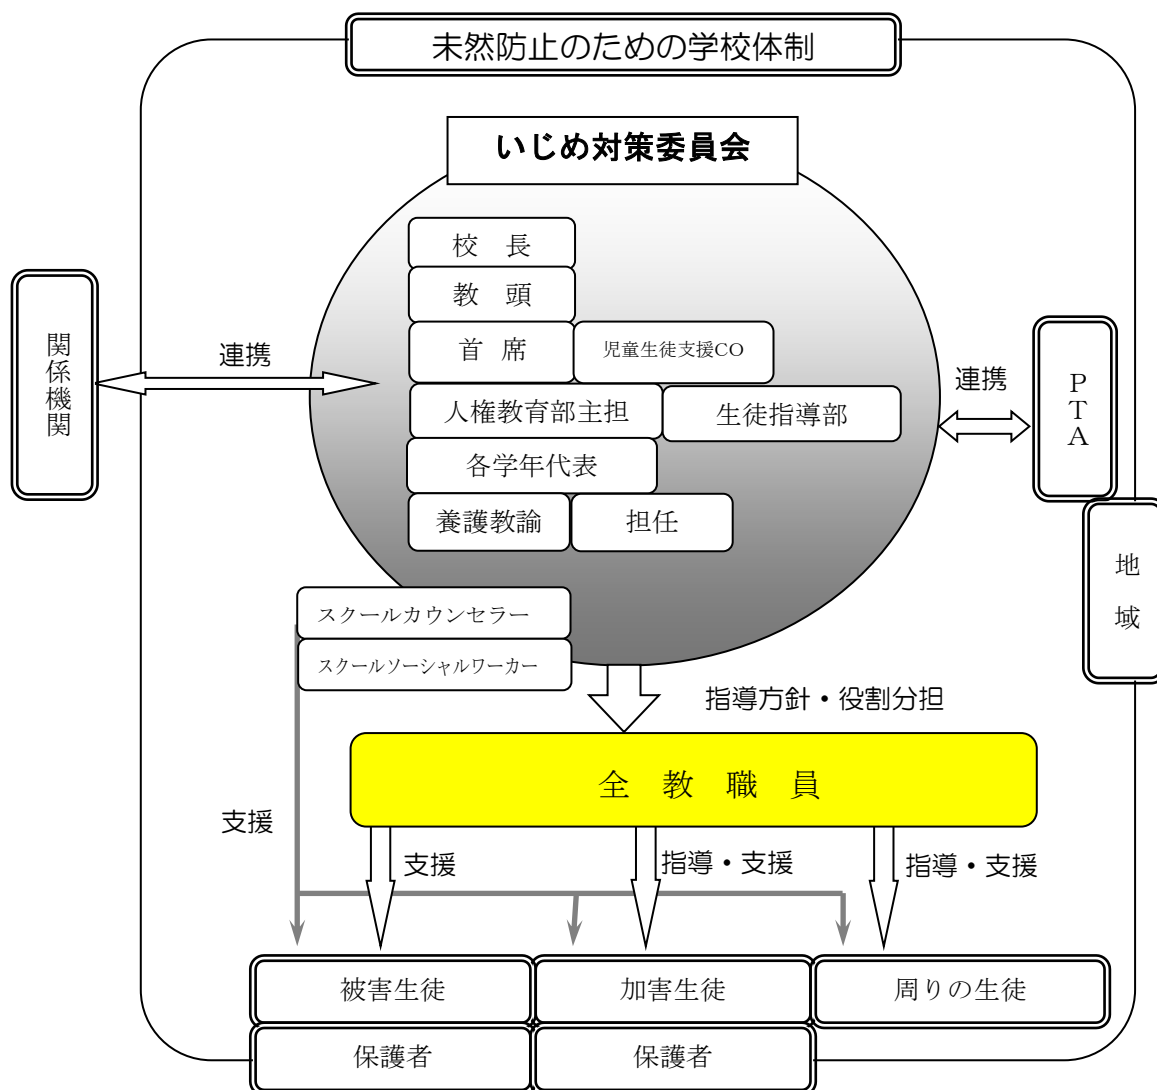 未然防止のための学校体制
いじめ対策委員会
校　長
教　頭
首　席
児童生徒支援CO
人権教育部主担
生徒指導部
各学年代表
養護教諭
担任
関係機関
連携
連携
PTA
地域
スクールカウンセラー
スクールソーシャルワーカー
指導方針・役割分担
全　教　職　員
支援
支援
指導・支援
指導・支援
被害生徒
加害生徒
周りの生徒
保護者
保護者